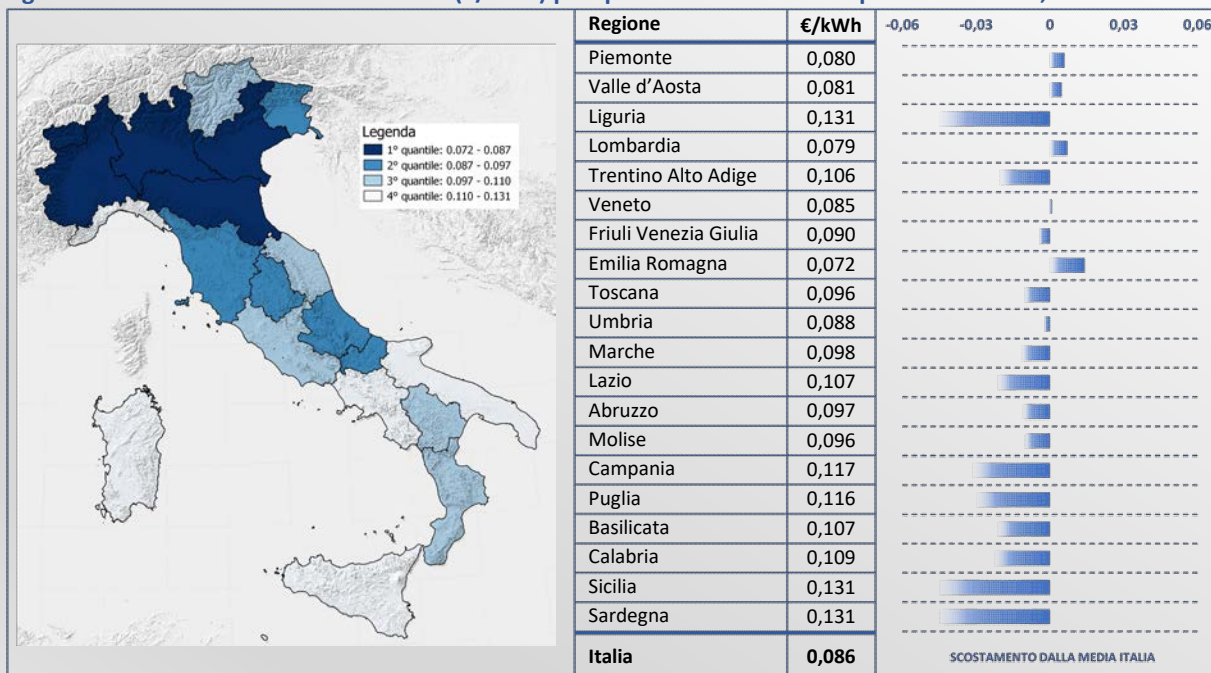 Legenda
1° quantile: 0.072 - 0.087
2° quantile: 0.087 - 0.097
3° quantile: 0.097 - 0.110
4° quantile: 0.110 - 0.131
Regione €/kWh -0,06 -0,03 0 0,03 0,06
Piemonte 0,080
Valle d'Aosta 0,081
Liguria 0,131
Lombardia 0,079
Trentino Alto Adige 0,106
Veneto 0,085
Friuli Venezia Giulia 0,090
Emilia Romagna 0,072
Toscana 0,096
Umbria 0,088
Marche 0,098
Lazio 0,107
Abruzzo 0,097
Molise 0,096
Campania 0,117
Puglia 0,116
Basilicata 0,107
Calabria 0,109
Sicilia 0,131
Sardegna 0,131
Italia 0,086 SCOSTAMENTO DALLA MEDIA ITALIA